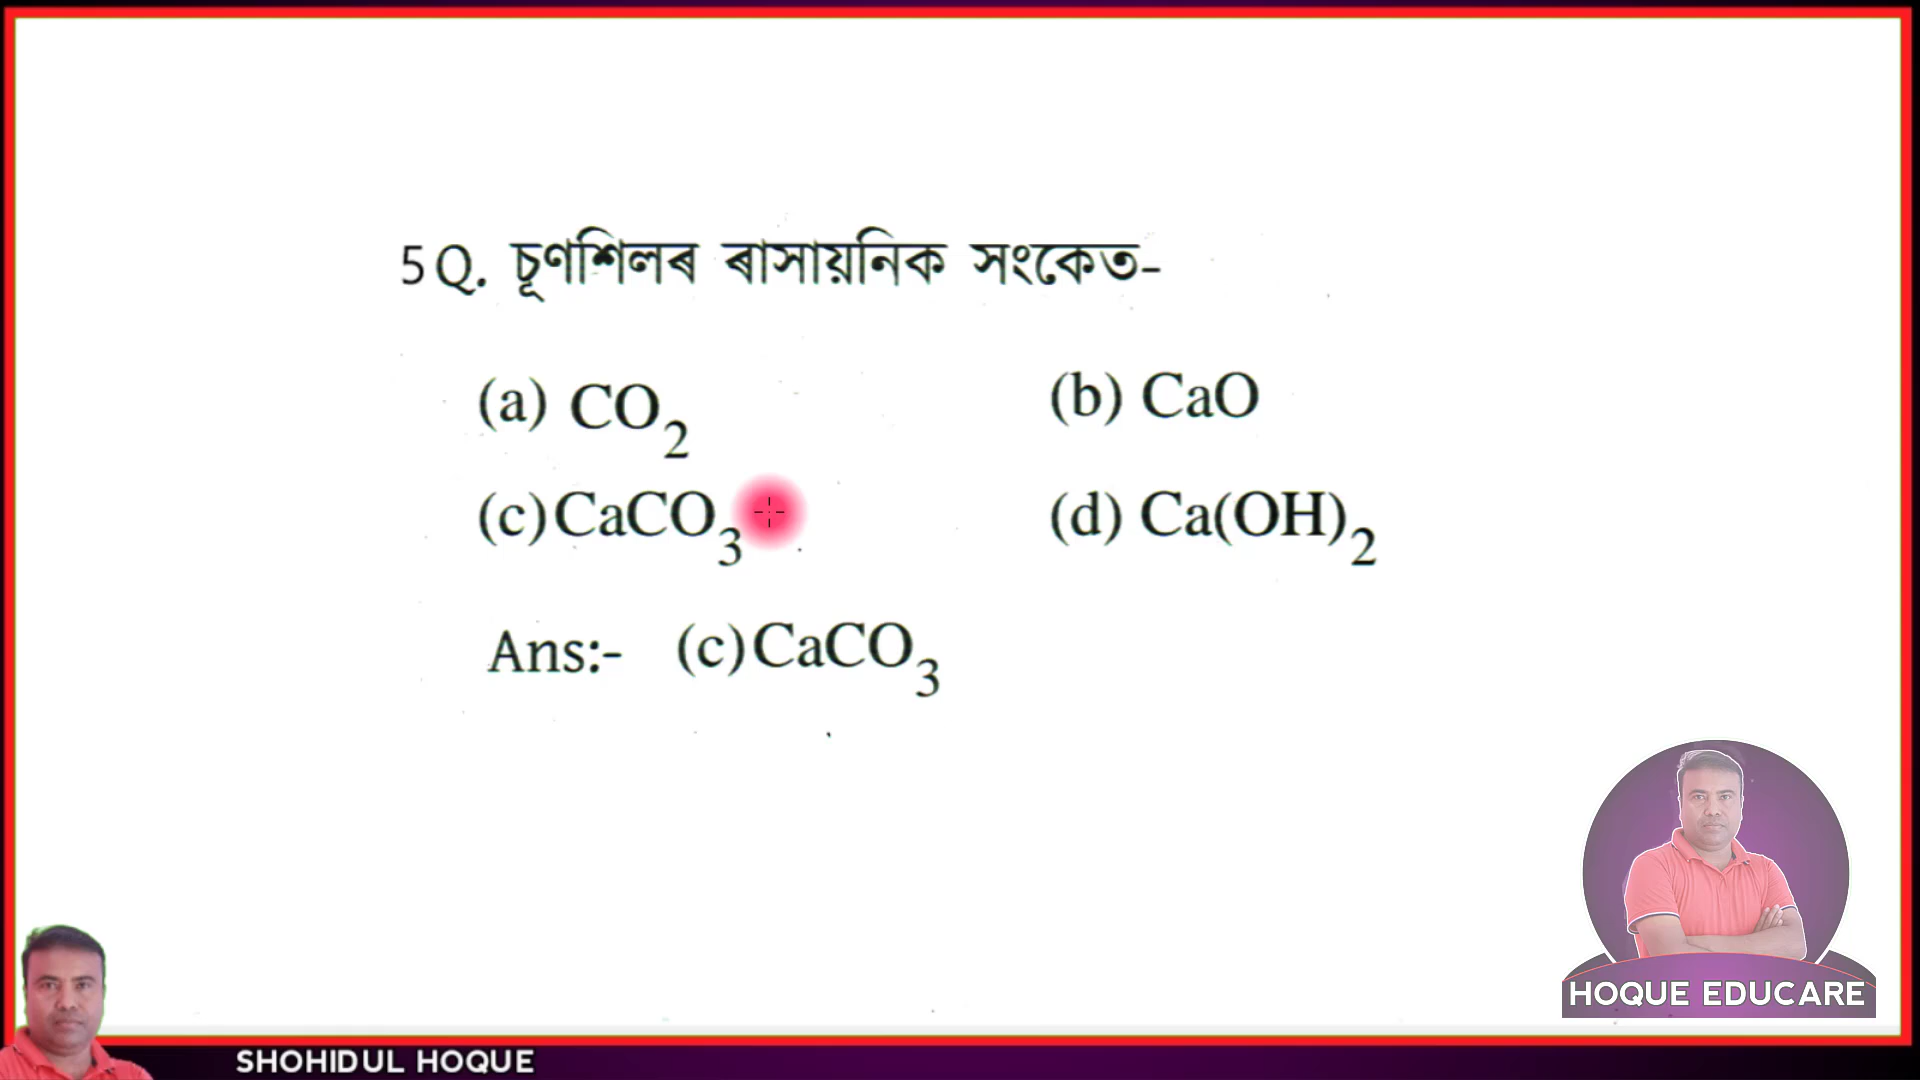 5Q. চূণশিলৰ ৰাসায়নিক সংকেত-
(a) CO₂ (b) CaO
(c) CaCO₃ (d) Ca(OH)₂
Ans:- (c) CaCO₃
HOQUE EDUCARE
SHOHIDUL HOQUE